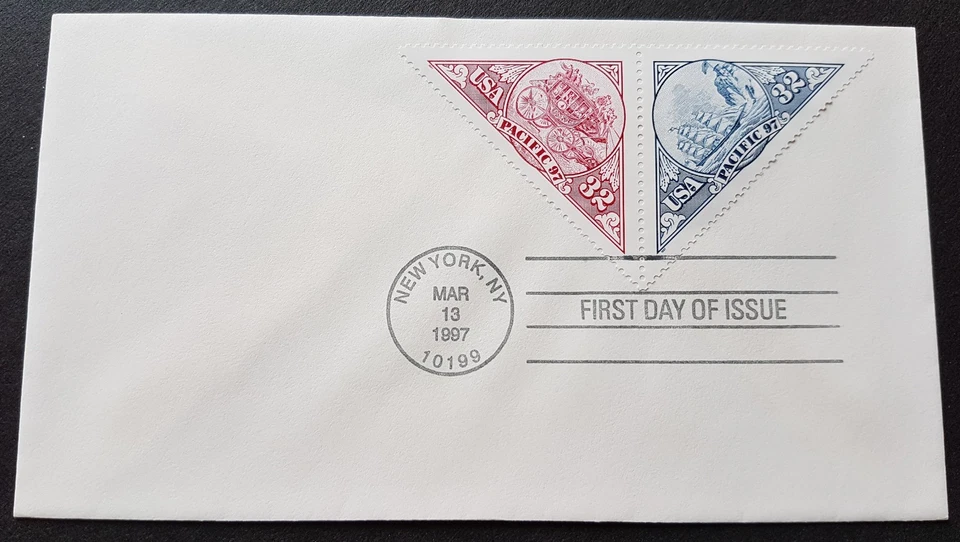 USA
PACIFIC 97
32
32
PACIFIC 97
USA
NEW YORK, NY
MAR
13
1997
10199
FIRST DAY OF ISSUE